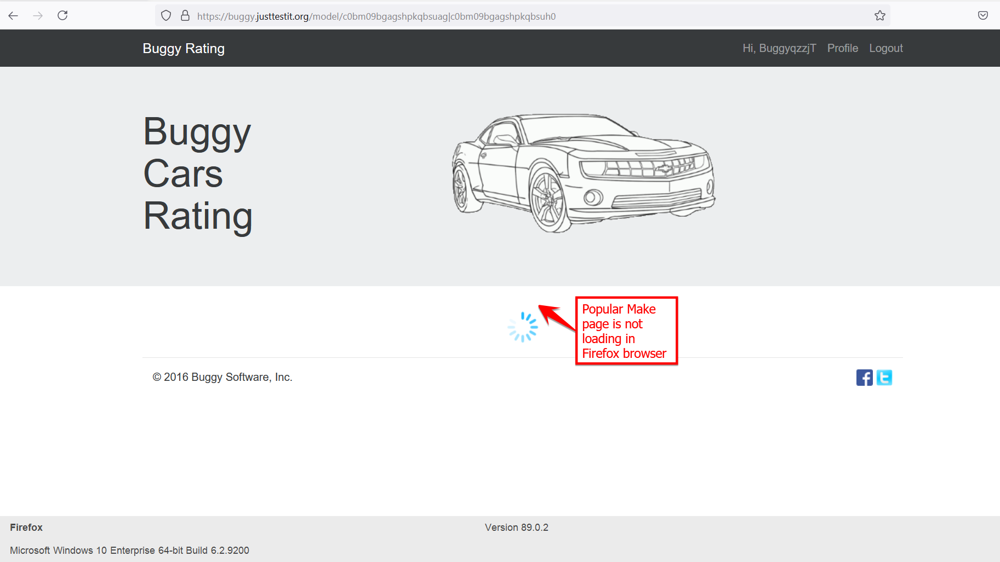 https://buggy.justtestit.org/model/c0bm09bgagshpkqbsuag|c0bm09bgagshpkqbsuh0
Buggy Rating
Hi, BuggyqzzjT
Profile
Logout
Buggy
Cars
Rating
Popular Make
page is not
loading in
Firefox browser
© 2016 Buggy Software, Inc.
Firefox
Version 89.0.2
Microsoft Windows 10 Enterprise 64-bit Build 6.2.9200